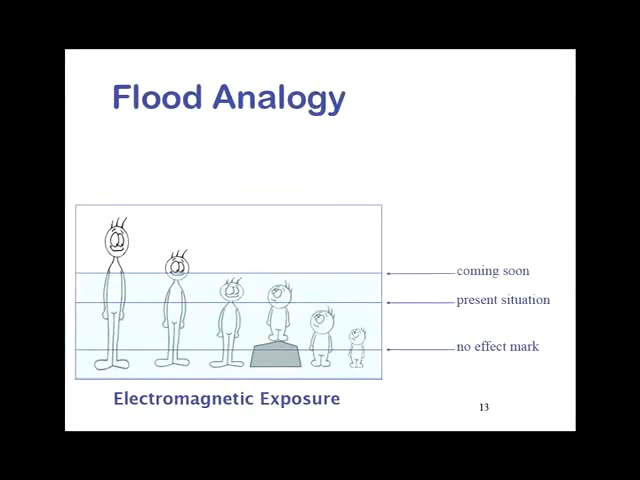 Flood Analogy
coming soon
present situation
no effect mark
Electromagnetic Exposure
13